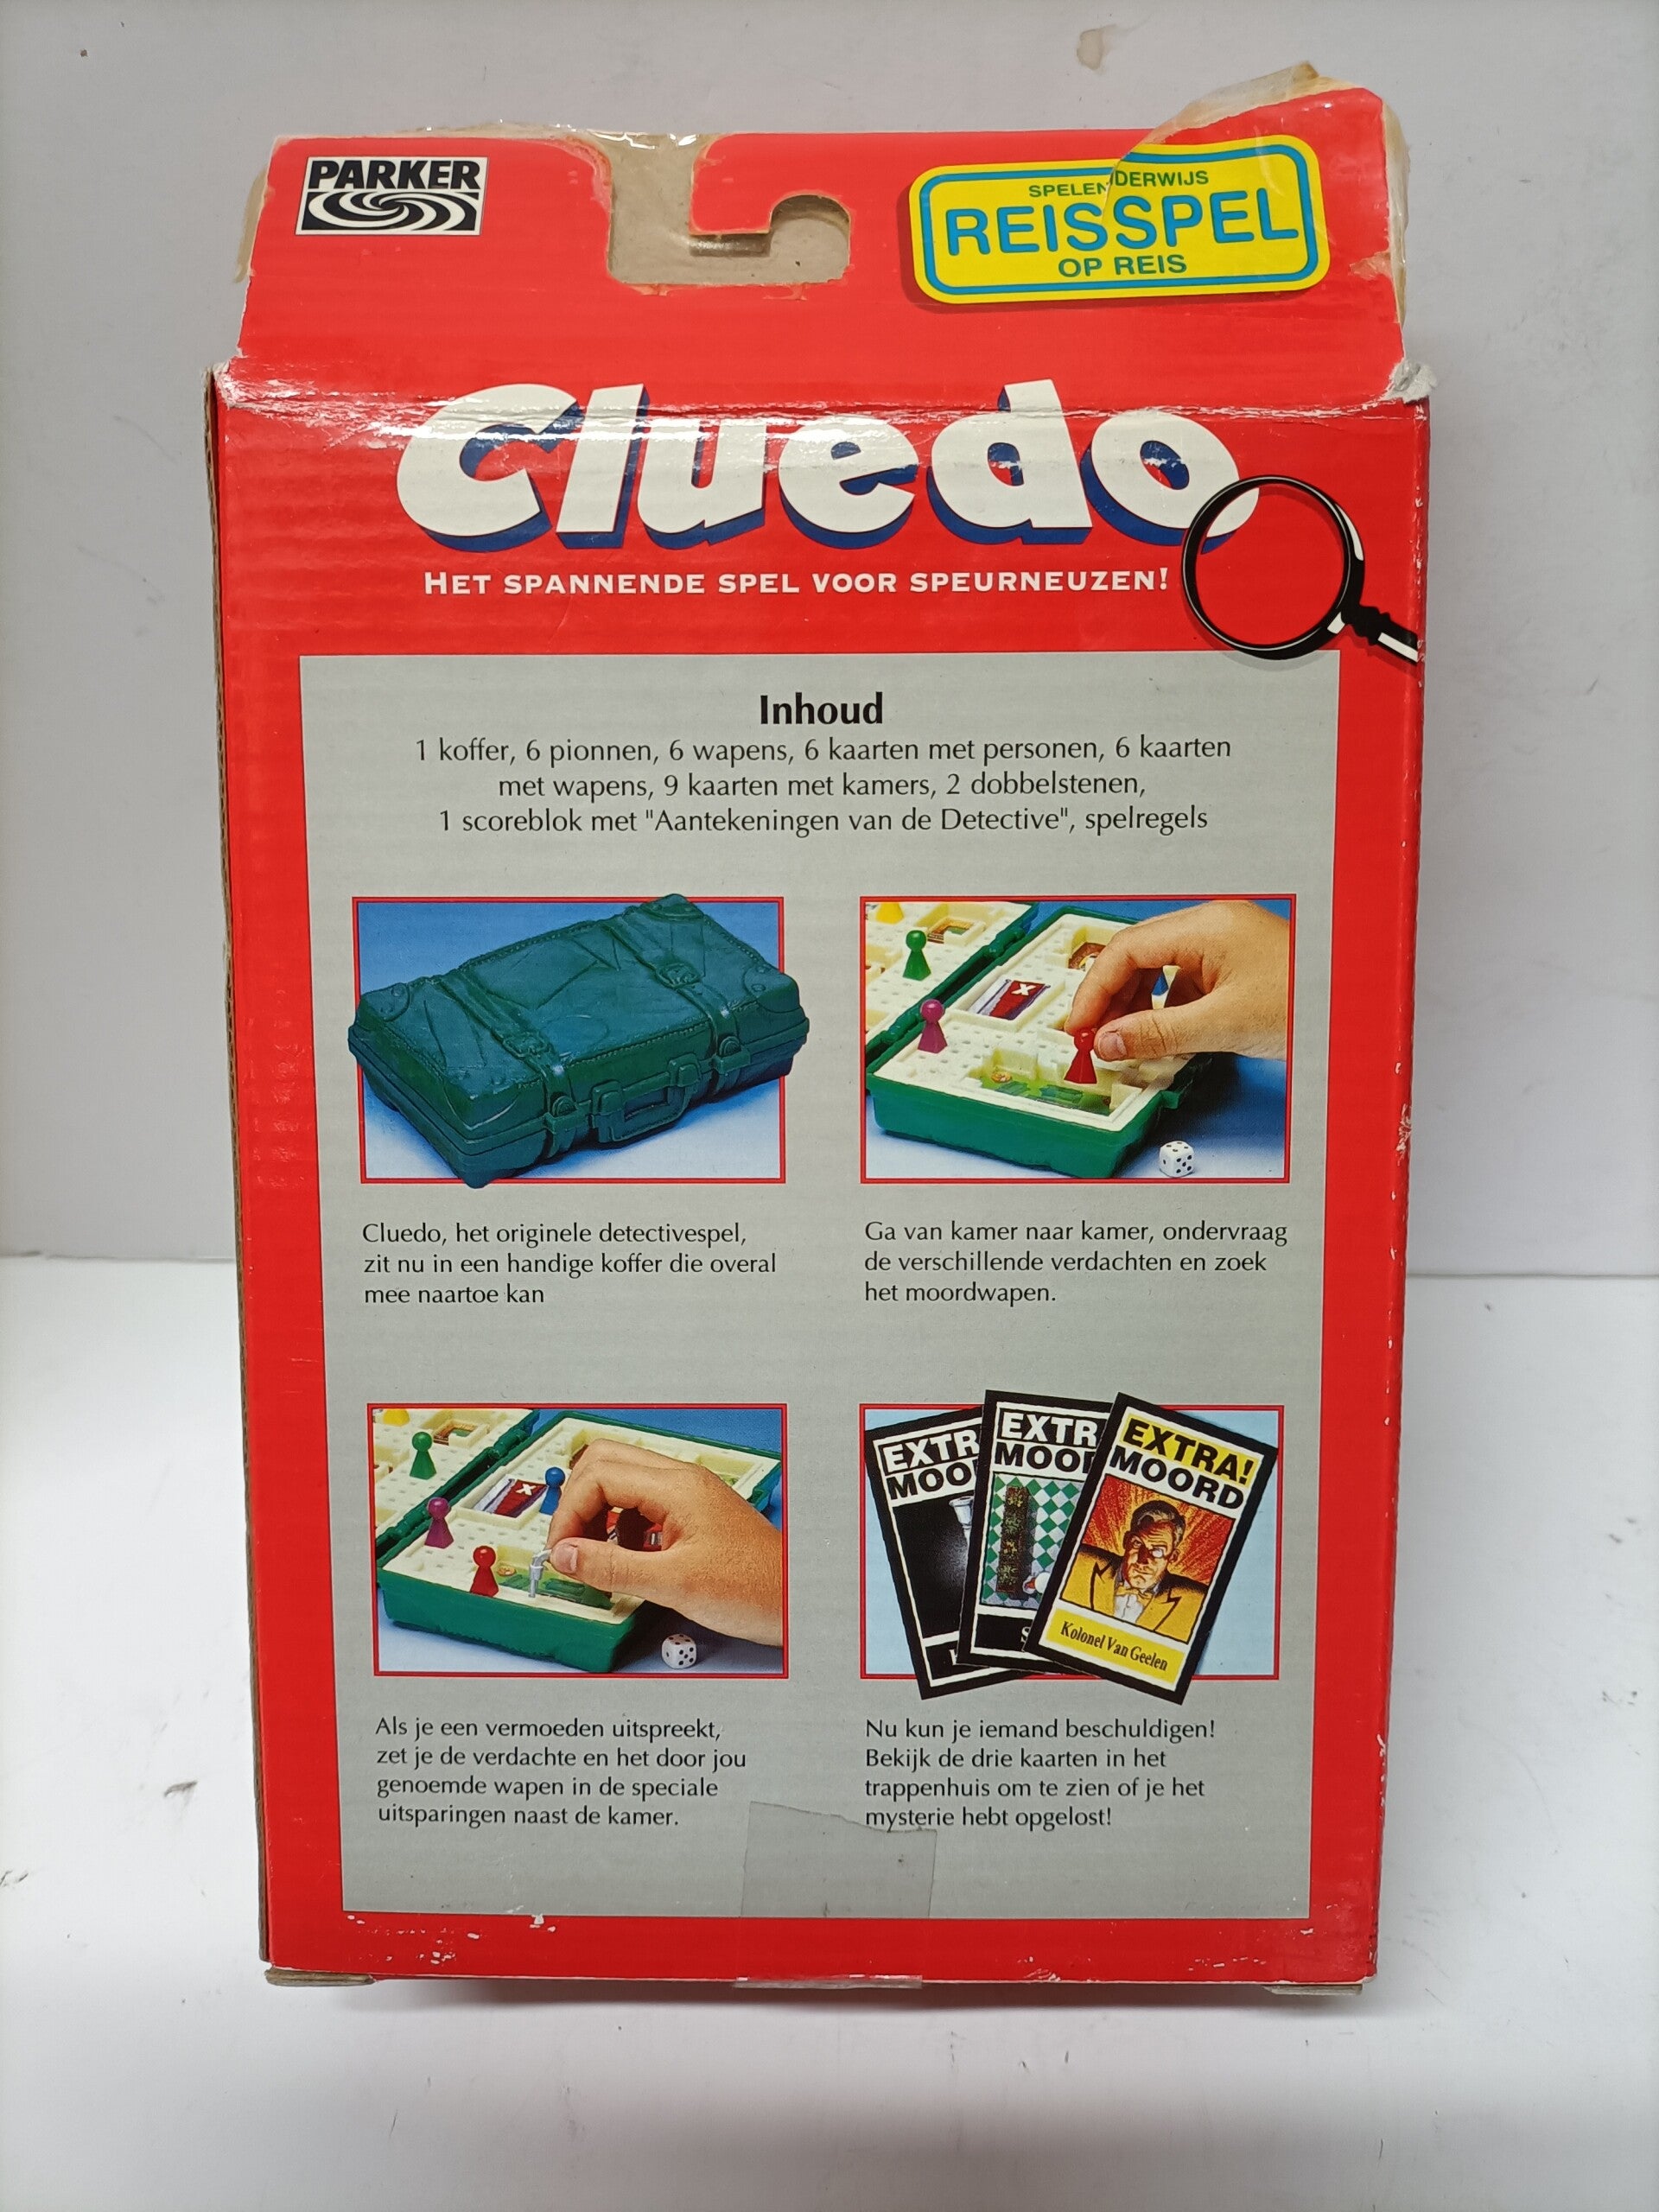 PARKER
SPELENDERWIJS
REISSPEL
OP REIS
Cluedo
HET SPANNENDE SPEL VOOR SPEURNEUZEN!
Inhoud
1 koffer, 6 pionnen, 6 wapens, 6 kaarten met personen, 6 kaarten
met wapens, 9 kaarten met kamers, 2 dobbelstenen,
1 scoreblok met "Aantekeningen van de Detective", spelregels
X
Cluedo, het originele detectivespel,
zit nu in een handige koffer die overal
mee naartoe kan
Ga van kamer naar kamer, ondervraag
de verschillende verdachten en zoek
het moordwapen.
X
EXTR
MOO
EXTR
MOO
EXTRA!
MOORD
Kolonel Van Geelen
Als je een vermoeden uitspreekt,
zet je de verdachte en het door jou
genoemde wapen in de speciale
uitsparingen naast de kamer.
Nu kun je iemand beschuldigen!
Bekijk de drie kaarten in het
trappenhuis om te zien of je het
mysterie hebt opgelost!